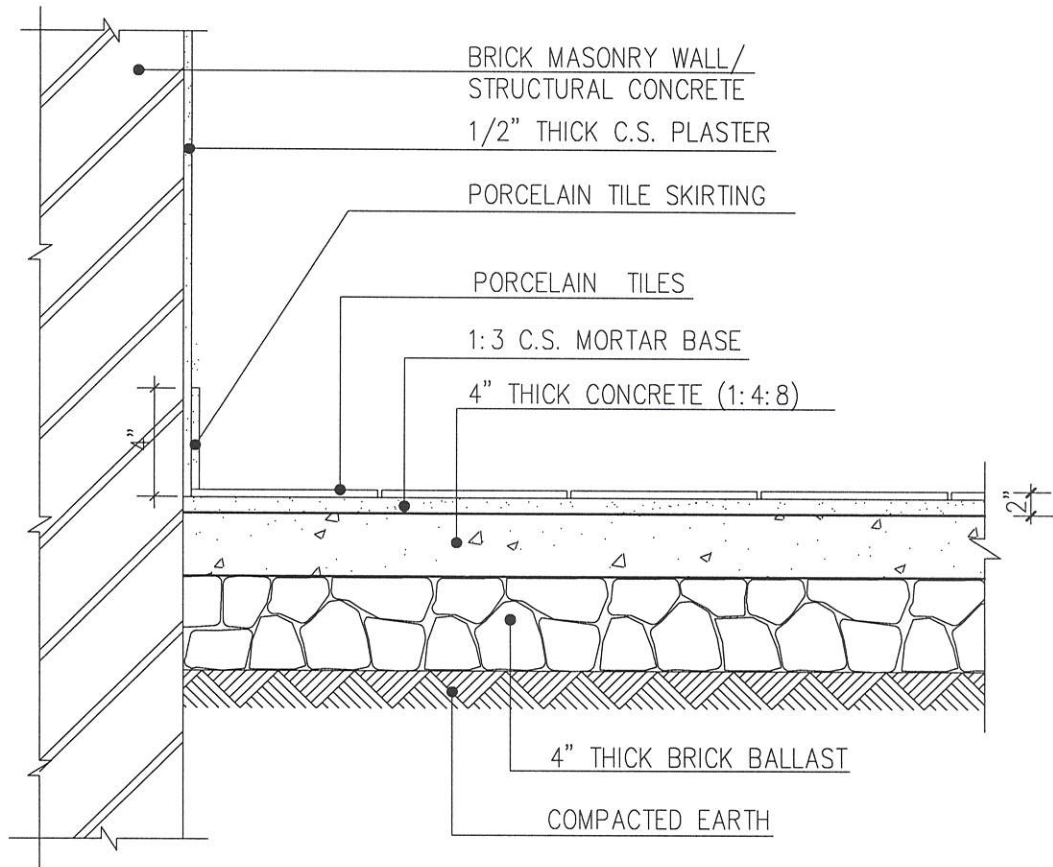 BRICK MASONRY WALL/
STRUCTURAL CONCRETE
1/2" THICK C.S. PLASTER
PORCELAIN TILE SKIRTING
PORCELAIN TILES
1:3 C.S. MORTAR BASE
4" THICK CONCRETE (1:4:8)
4"
2"
4" THICK BRICK BALLAST
COMPACTED EARTH